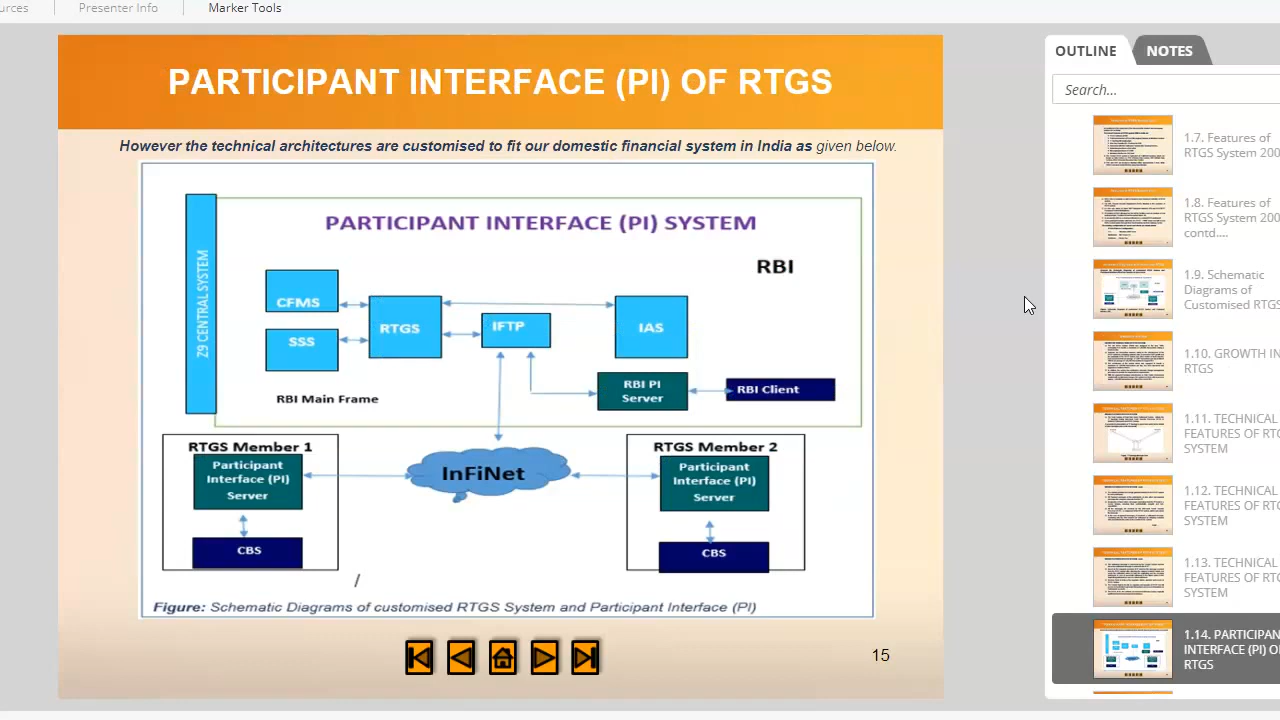 urces
Presenter Info
Marker Tools
PARTICIPANT INTERFACE (PI) OF RTGS
However the technical architectures are customised to fit our domestic financial system in India as given below.
PARTICIPANT INTERFACE (PI) SYSTEM
RBI
Z9 CENTRAL SYSTEM
CFMS
SSS
RTGS
IFTP
IAS
RBI PI
Server
RBI Client
RBI Main Frame
RTGS Member 1
Participant
Interface (PI)
Server
CBS
InFiNet
RTGS Member 2
Participant
Interface (PI)
Server
CBS
/
Figure: Schematic Diagrams of customised RTGS System and Participant Interface (PI)
15
OUTLINE
NOTES
Search...
1.7. Features of
RTGS System 200
1.8. Features of
RTGS System 200
contd....
1.9. Schematic
Diagrams of
Customised RTGS
1.10. GROWTH IN
RTGS
1.11. TECHNICAL
FEATURES OF RT
SYSTEM
1.12. TECHNICAL
FEATURES OF RT
SYSTEM
1.13. TECHNICAL
FEATURES OF RT
SYSTEM
1.14. PARTICIPAN
INTERFACE (PI) O
RTGS